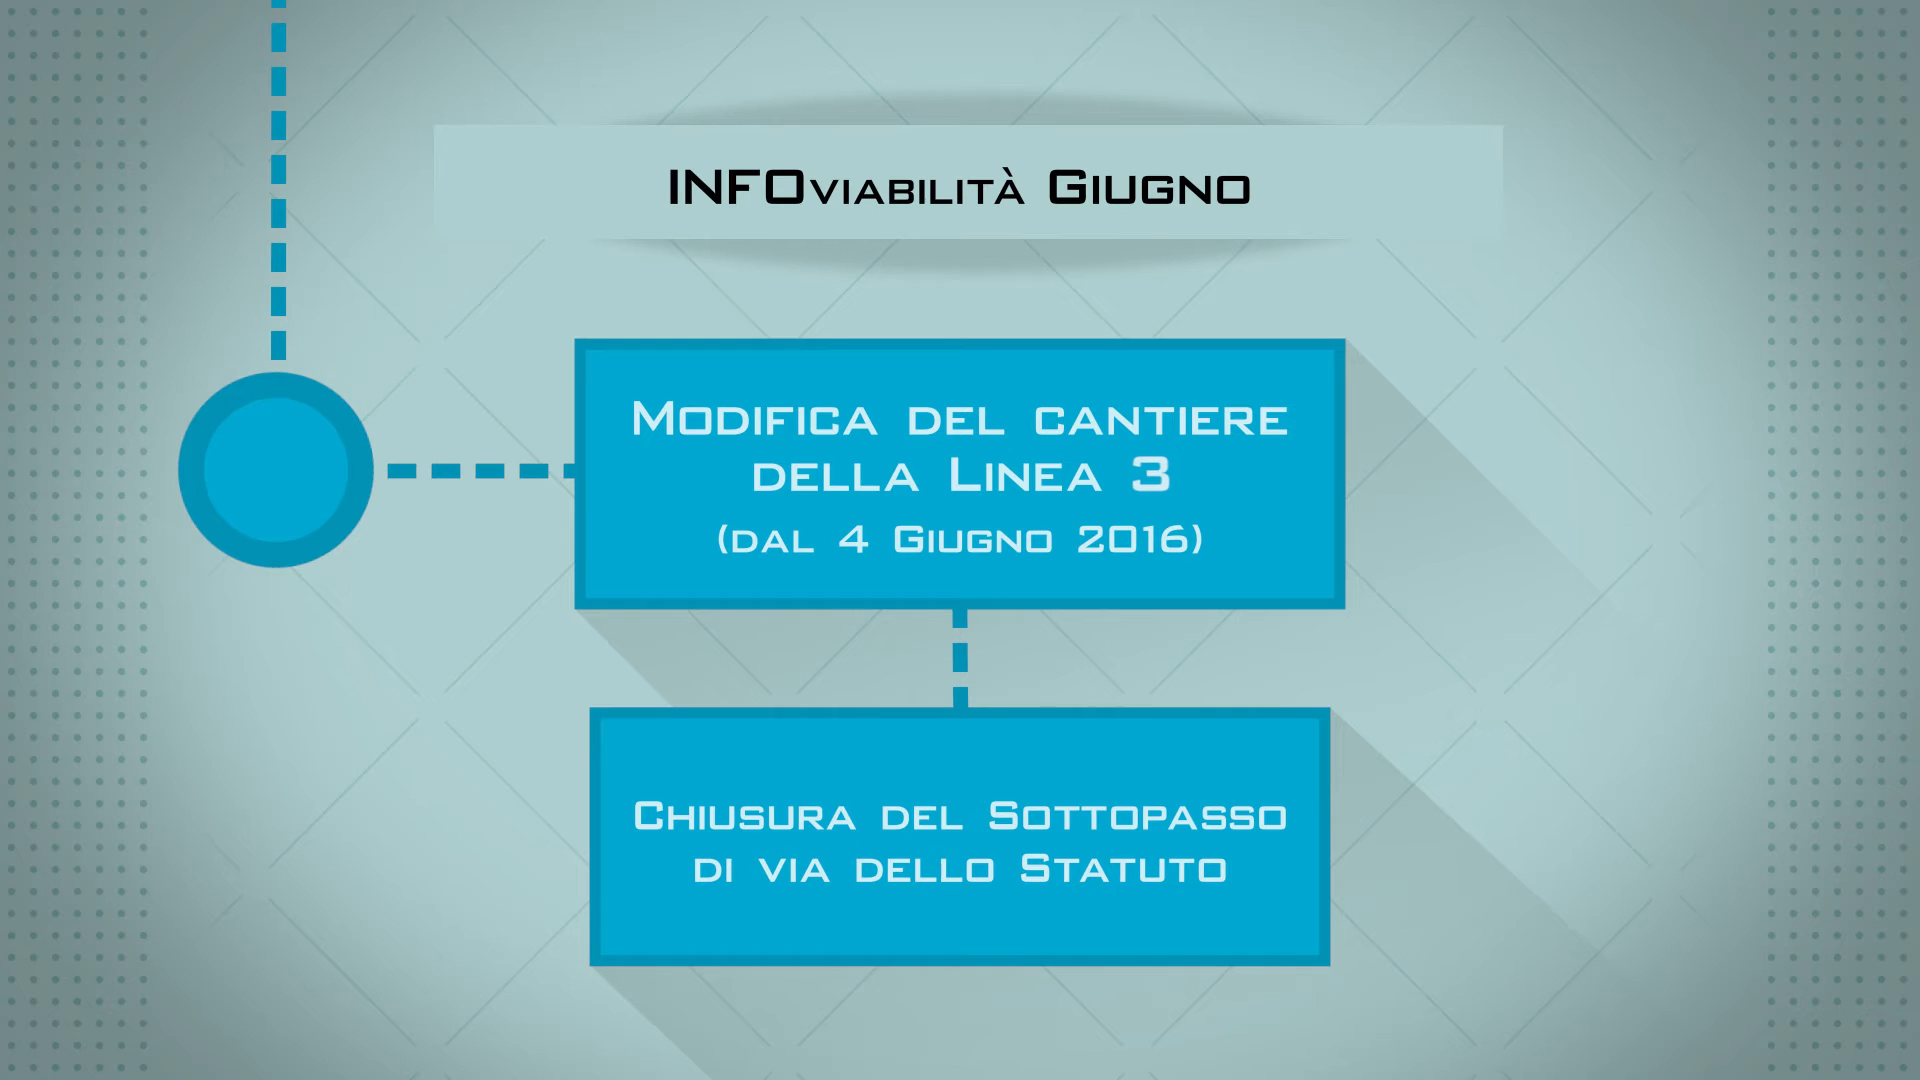 INFOviabilità Giugno
Modifica del cantiere
della Linea 3
(dal 4 Giugno 2016)
Chiusura del Sottopasso
di via dello Statuto